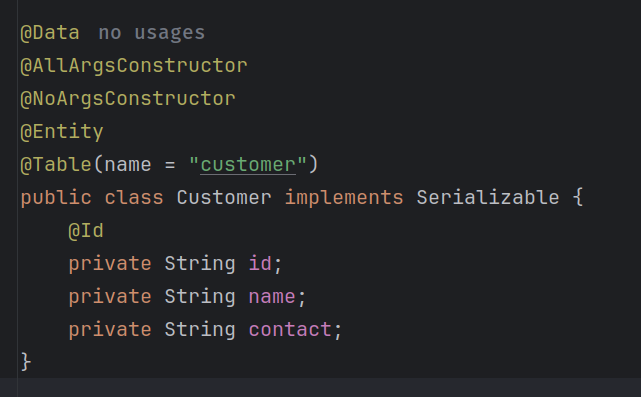 @Data no usages
@AllArgsConstructor
@NoArgsConstructor
@Entity
@Table(name = "customer")
public class Customer implements Serializable {
@Id
private String id;
private String name;
private String contact;
}